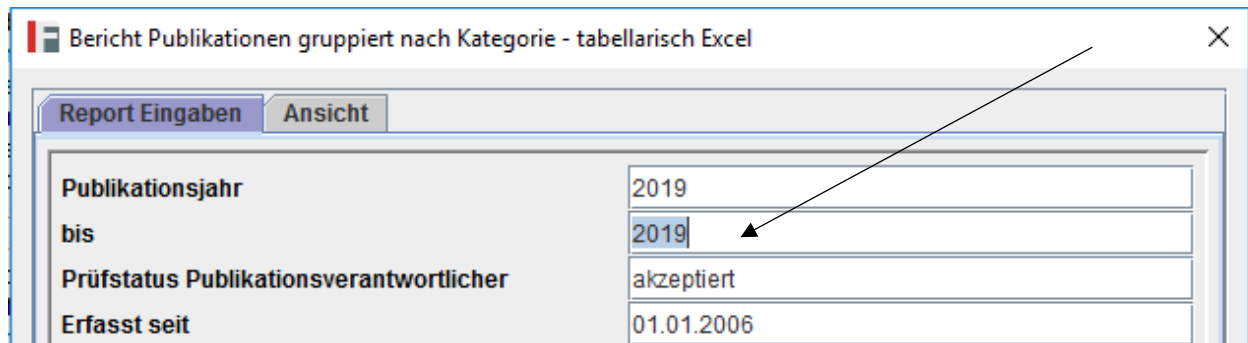 Bericht Publikationen gruppiert nach Kategorie - tabellarisch Excel
Report Eingaben Ansicht
Publikationsjahr 2019
bis 2019
Prüfstatus Publikationsverantwortlicher akzeptiert
Erfasst seit 01.01.2006